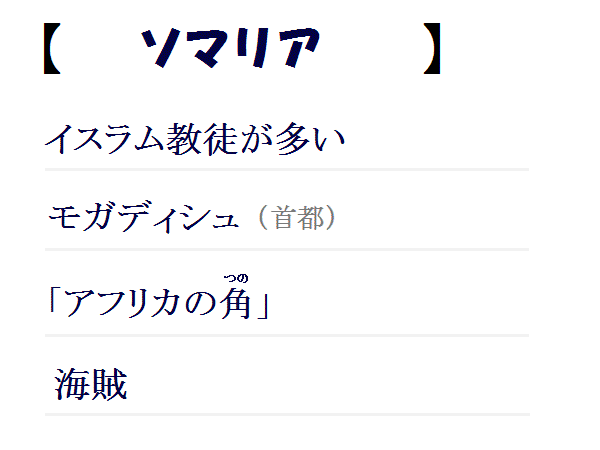 【 ソマリア 】
イスラム教徒が多い
モガディシュ（首都）
つの
「アフリカの角」
海賊